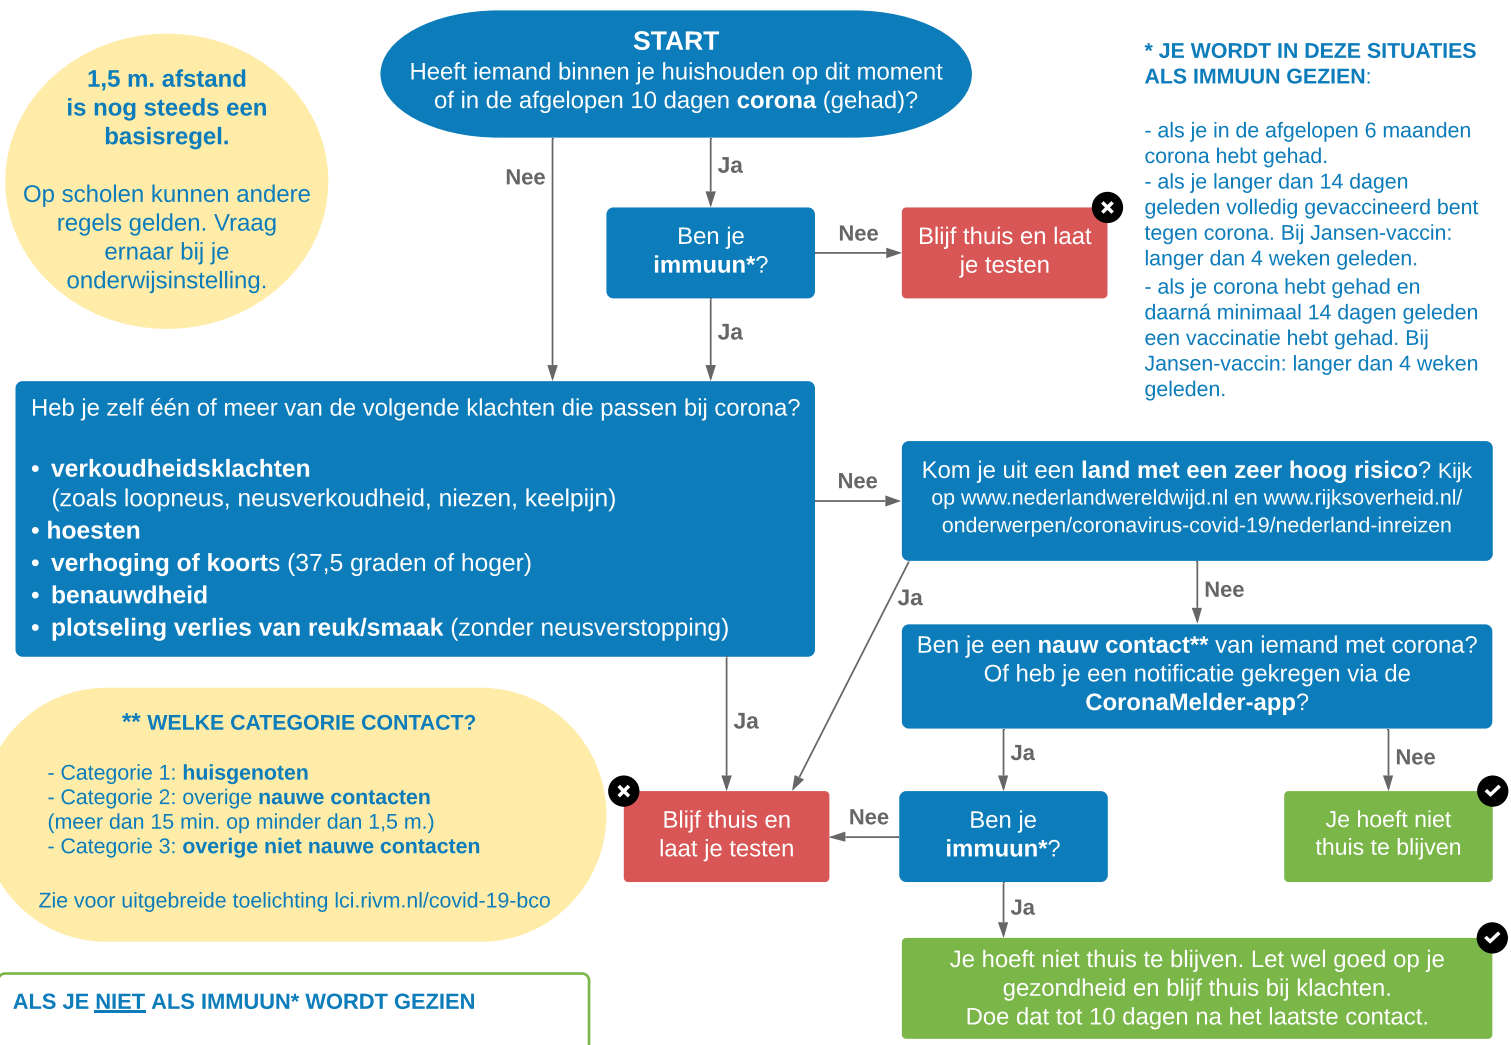 1,5 m. afstand
is nog steeds een
basisregel.
Op scholen kunnen andere
regels gelden. Vraag
ernaar bij je
onderwijsinstelling.
START
Heeft iemand binnen je huishouden op dit moment
of in de afgelopen 10 dagen corona (gehad)?
Nee
Ja
Ben je
immuun*?
Nee
Blijf thuis en laat
je testen
Ja
* JE WORDT IN DEZE SITUATIES
ALS IMMUUN GEZIEN:
- als je in de afgelopen 6 maanden
corona hebt gehad.
- als je langer dan 14 dagen
geleden volledig gevaccineerd bent
tegen corona. Bij Jansen-vaccin:
langer dan 4 weken geleden.
- als je corona hebt gehad en
daarná minimaal 14 dagen geleden
een vaccinatie hebt gehad. Bij
Jansen-vaccin: langer dan 4 weken
geleden.
Heb je zelf één of meer van de volgende klachten die passen bij corona?
• verkoudheidsklachten
(zoals loopneus, neusverkoudheid, niezen, keelpijn)
• hoesten
• verhoging of koorts (37,5 graden of hoger)
• benauwdheid
• plotseling verlies van reuk/smaak (zonder neusverstopping)
Nee
Kom je uit een land met een zeer hoog risico? Kijk
op www.nederlandwereldwijd.nl en www.rijksoverheid.nl/
onderwerpen/coronavirus-covid-19/nederland-inreizen
Ja
Nee
Ben je een nauw contact** van iemand met corona?
Of heb je een notificatie gekregen via de
CoronaMelder-app?
Ja
Ja
Nee
** WELKE CATEGORIE CONTACT?
- Categorie 1: huisgenoten
- Categorie 2: overige nauwe contacten
(meer dan 15 min. op minder dan 1,5 m.)
- Categorie 3: overige niet nauwe contacten
Zie voor uitgebreide toelichting lci.rivm.nl/covid-19-bco
Blijf thuis en
laat je testen
Nee
Ben je
immuun*?
Je hoeft niet
thuis te blijven
Ja
Je hoeft niet thuis te blijven. Let wel goed op je
gezondheid en blijf thuis bij klachten.
Doe dat tot 10 dagen na het laatste contact.
ALS JE NIET ALS IMMUUN* WORDT GEZIEN